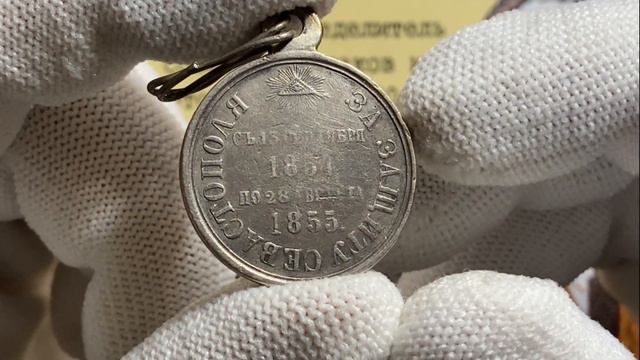 ЗА ЗАЩИТУ СЕВАСТОПОЛЯ
СЪ 13 СЕНТЯБРЯ
1854
ПО 28 АВГУСТА
1855.